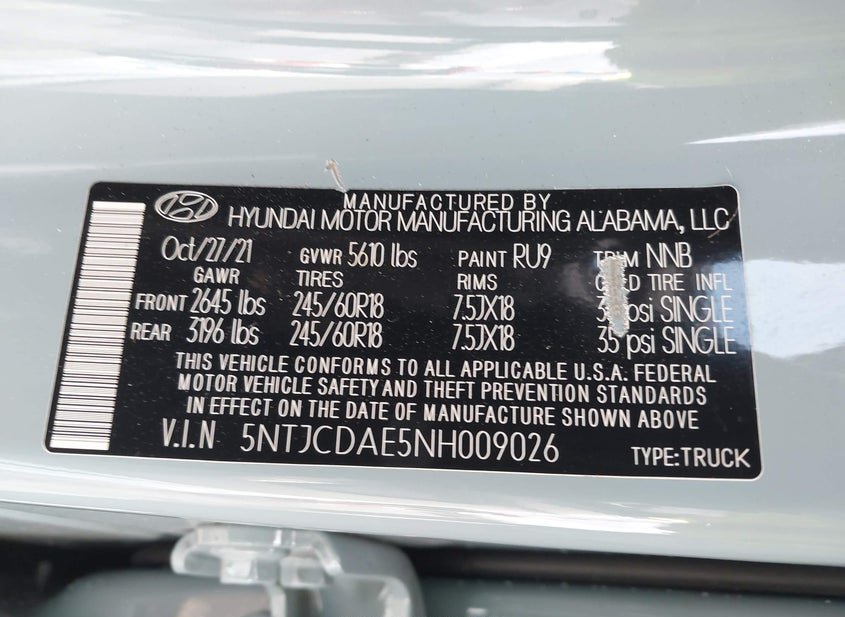 MANUFACTURED BY
HYUNDAI MOTOR MANUFACTURING ALABAMA, LLC
Oct/27/21 GVWR 5610 lbs PAINT RU9 NNB
GAWR TIRES RIMS TIRE INFL
FRONT 2645 lbs 245/60R18 7.5JX18 psi SINGLE
REAR 3196 lbs 245/60R18 7.5JX18 35 psi SINGLE
THIS VEHICLE CONFORMS TO ALL APPLICABLE U.S.A. FEDERAL
MOTOR VEHICLE SAFETY AND THEFT PREVENTION STANDARDS
IN EFFECT ON THE DATE OF MANUFACTURE SHOWN ABOVE
V.I.N 5NTJCDAE5NH009026 TYPE:TRUCK